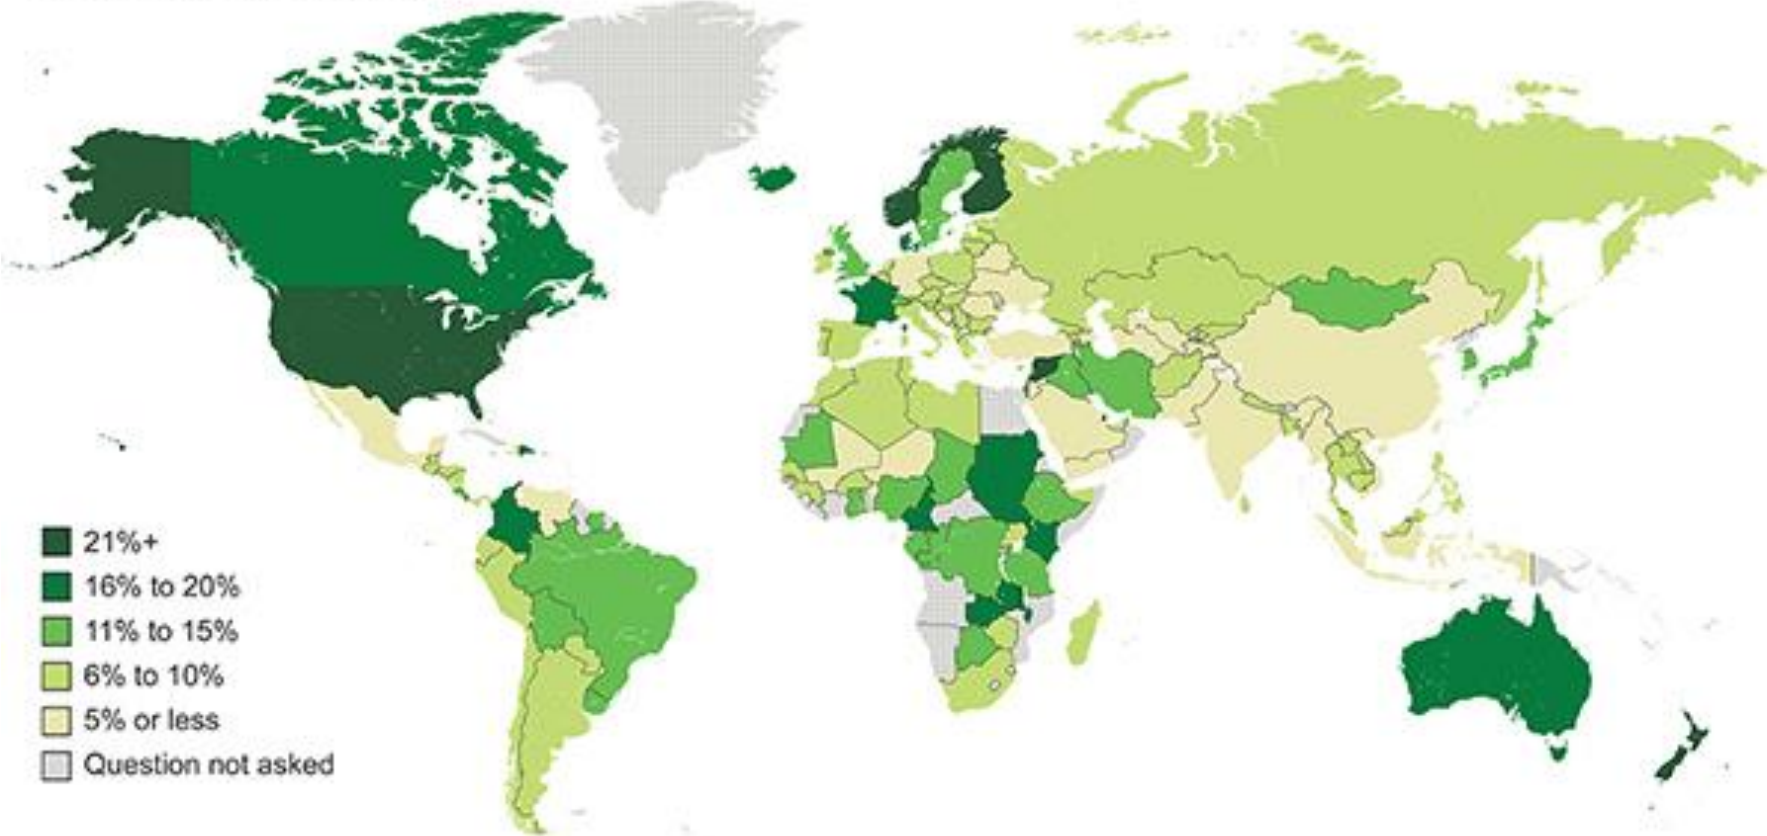 21%+
16% to 20%
11% to 15%
6% to 10%
5% or less
Question not asked